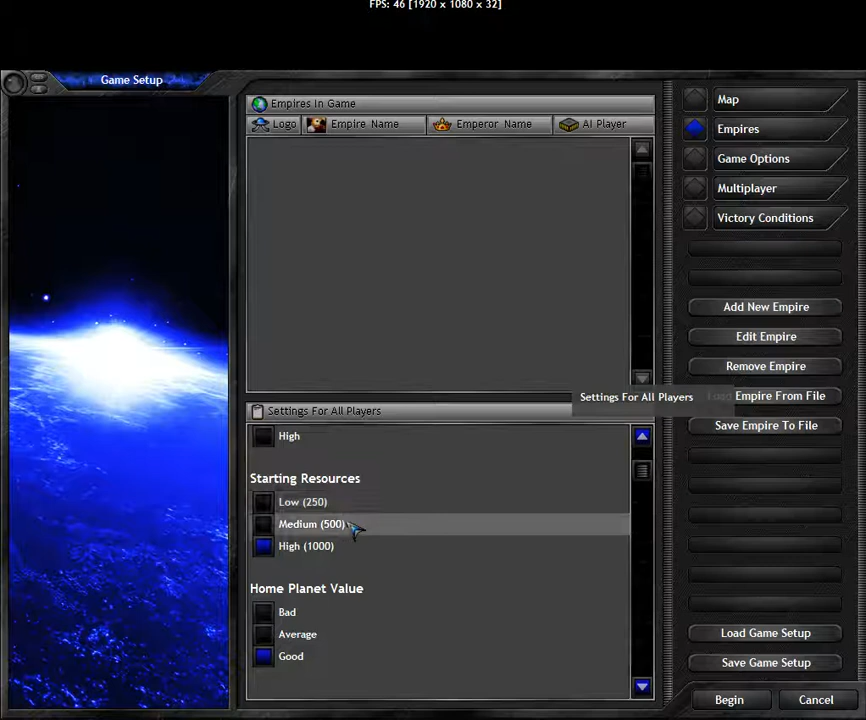 FPS: 46 [1920 x 1080 x 32]
Game Setup
Empires In Game
Logo
Empire Name
Emperor Name
AI Player
Settings For All Players
Settings For All Players
High
Starting Resources
Low (250)
Medium (500)
High (1000)
Home Planet Value
Bad
Average
Good
Map
Empires
Game Options
Multiplayer
Victory Conditions
Add New Empire
Edit Empire
Remove Empire
Load Empire From File
Save Empire To File
Load Game Setup
Save Game Setup
Begin
Cancel